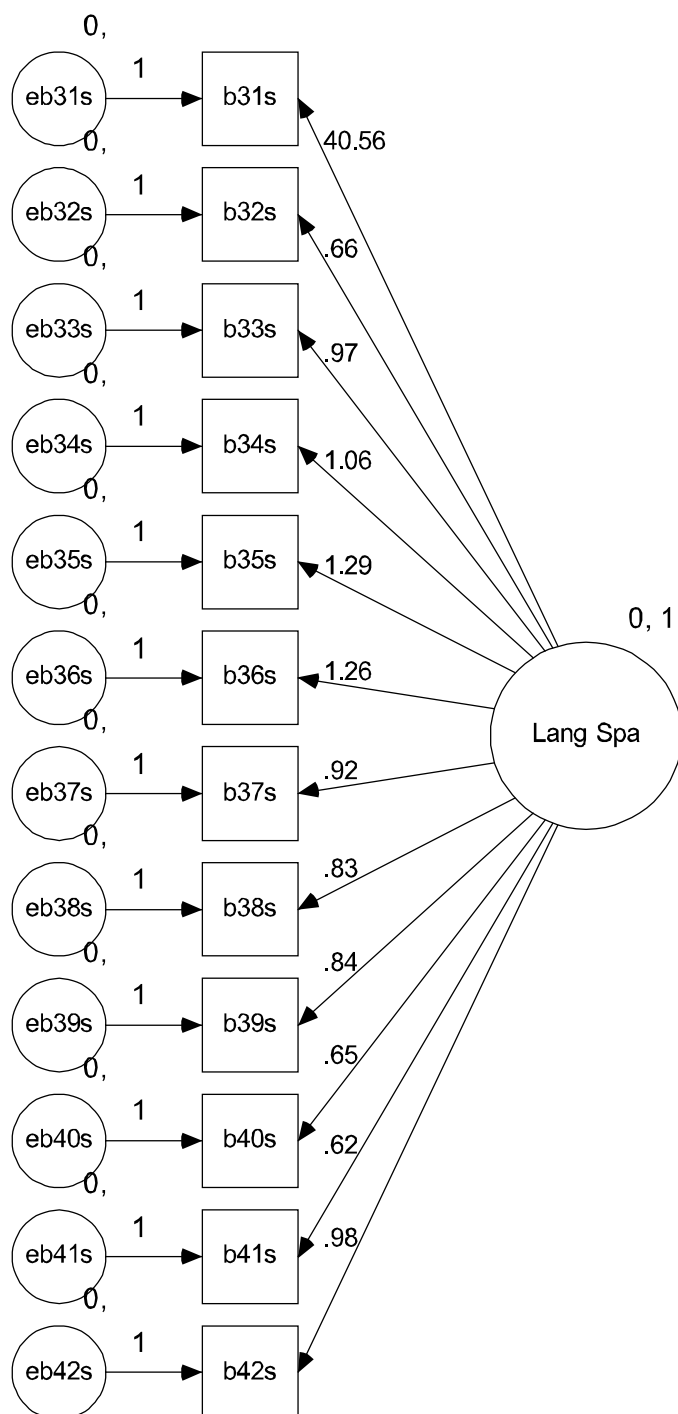 0,
1
eb31s
b31s
40.56
0,
1
eb32s
b32s
.66
0,
1
eb33s
b33s
.97
0,
1
eb34s
b34s
1.06
0,
1
eb35s
b35s
1.29
0,
1
eb36s
b36s
1.26
0, 1
Lang Spa
0,
1
eb37s
b37s
.92
0,
1
eb38s
b38s
.83
0,
1
eb39s
b39s
.84
0,
1
eb40s
b40s
.65
0,
1
eb41s
b41s
.62
0,
1
eb42s
b42s
.98